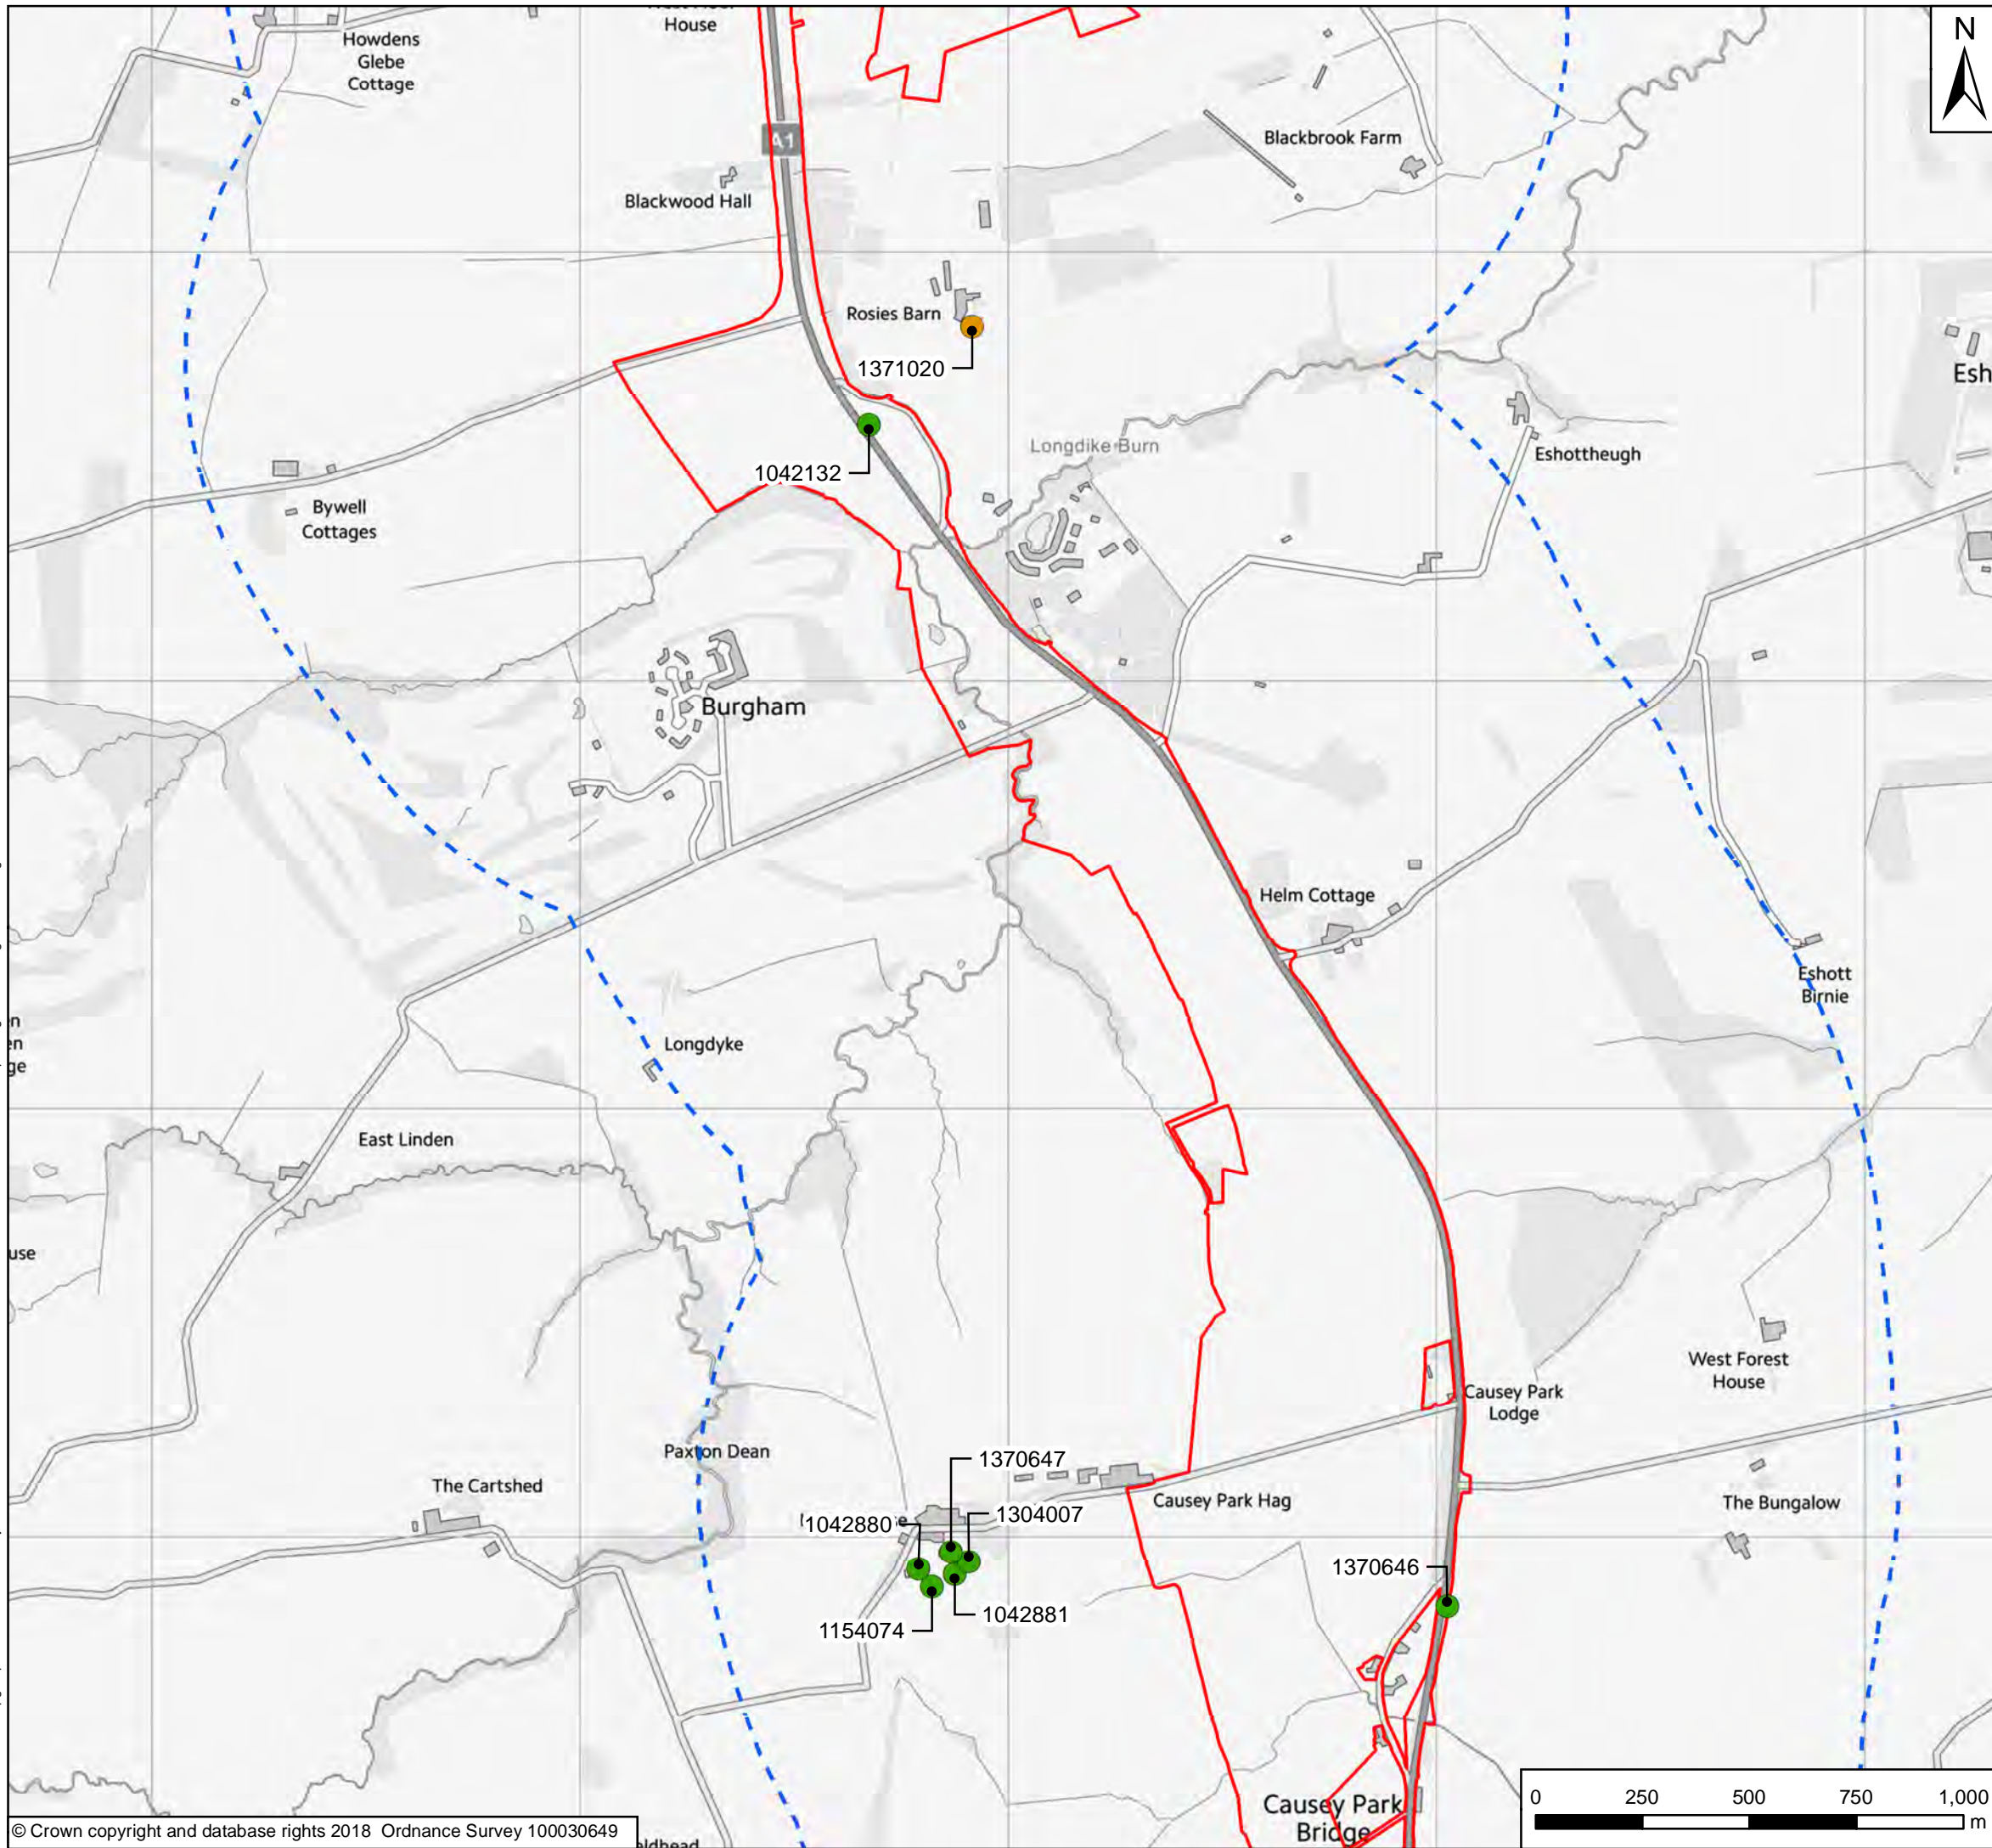 House
N
Howdens
Glebe
Cottage
A1
Blackbrook Farm
Blackwood Hall
Rosies Barn
1371020
Esh
1042132
Longdike Burn
Eshottheugh
Bywell
Cottages
Burgham
Helm Cottage
Eshott
Birnie
en
ge
Longdyke
East Linden
use
West Forest
House
Causey Park
Lodge
Paxton Dean
1370647
The Cartshed
Causey Park Hag
The Bungalow
1304007
1042880
1370646
1042881
1154074
Causey Park
Bridge
0 250 500 750 1,000
m
© Crown copyright and database rights 2018 Ordnance Survey 100030649